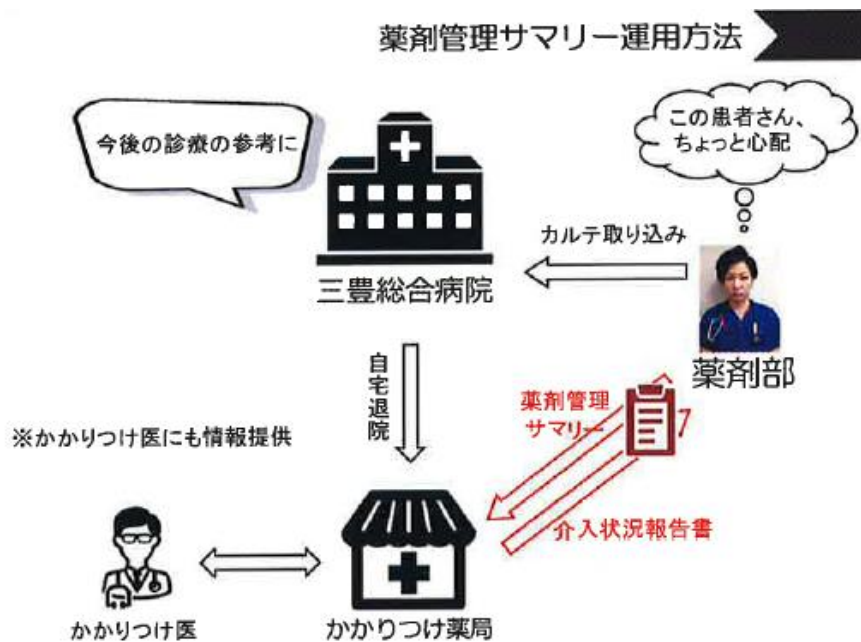 薬剤管理サマリー運用方法
今後の診療の参考に
この患者さん、
ちょっと心配
カルテ取り込み
三豊総合病院
薬剤部
自宅退院
薬剤管理
サマリー
※かかりつけ医にも情報提供
介入状況報告書
かかりつけ医
かかりつけ薬局